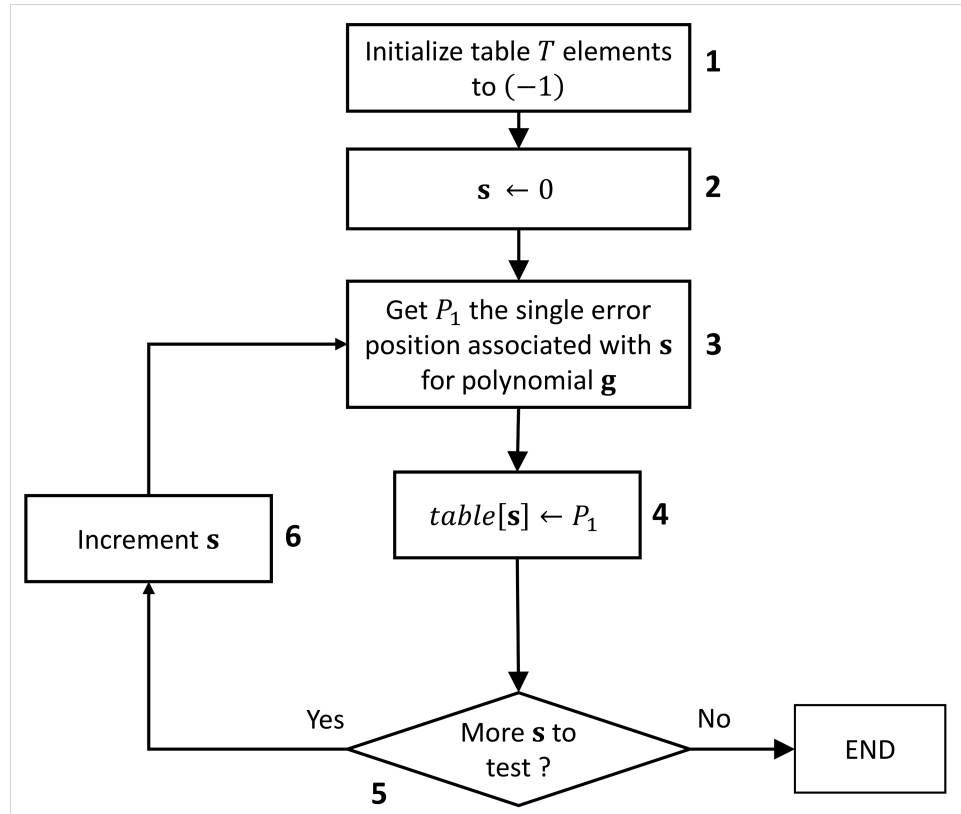 Initialize table T elements
to (−1)
1
s ← 0
2
Get P₁ the single error
position associated with s
for polynomial g
3
table[s] ← P₁
4
Increment s
6
Yes
More s to
test ?
5
No
END